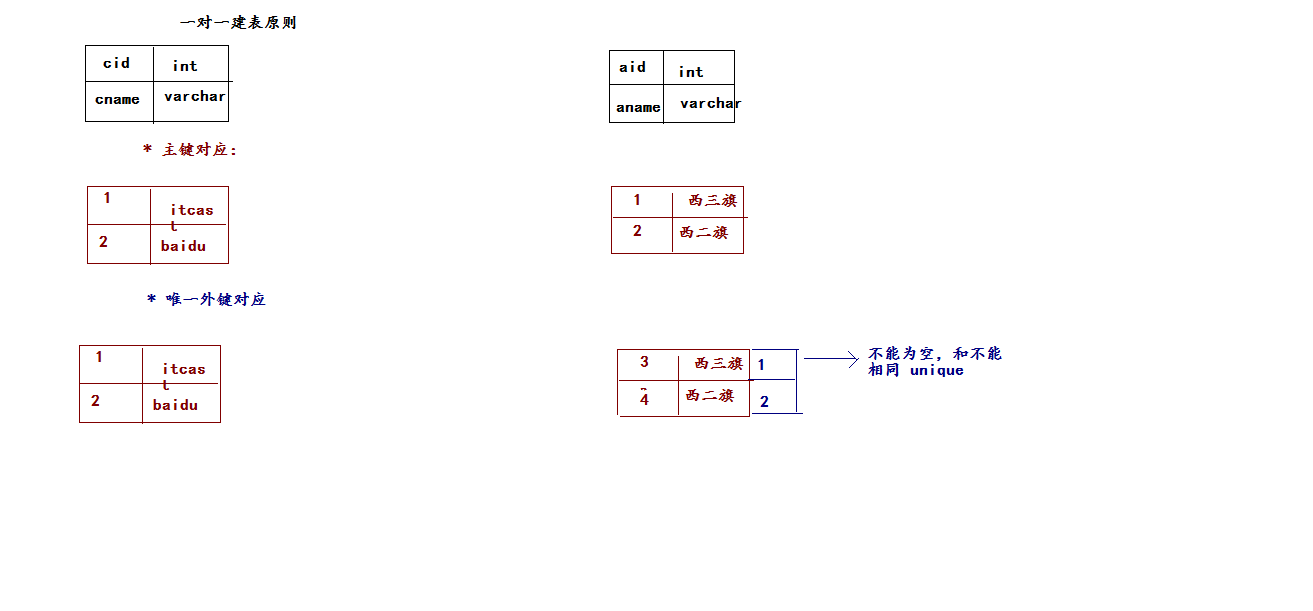 一对一建表原则
cid int
cname varchar
aid int
aname varchar
* 主键对应：
1 itcas
t
2 baidu
1 西三旗
2 西二旗
* 唯一外键对应
1 itcas
t
2 baidu
3 西三旗 1
4 西二旗 2
不能为空，和不能
相同 unique